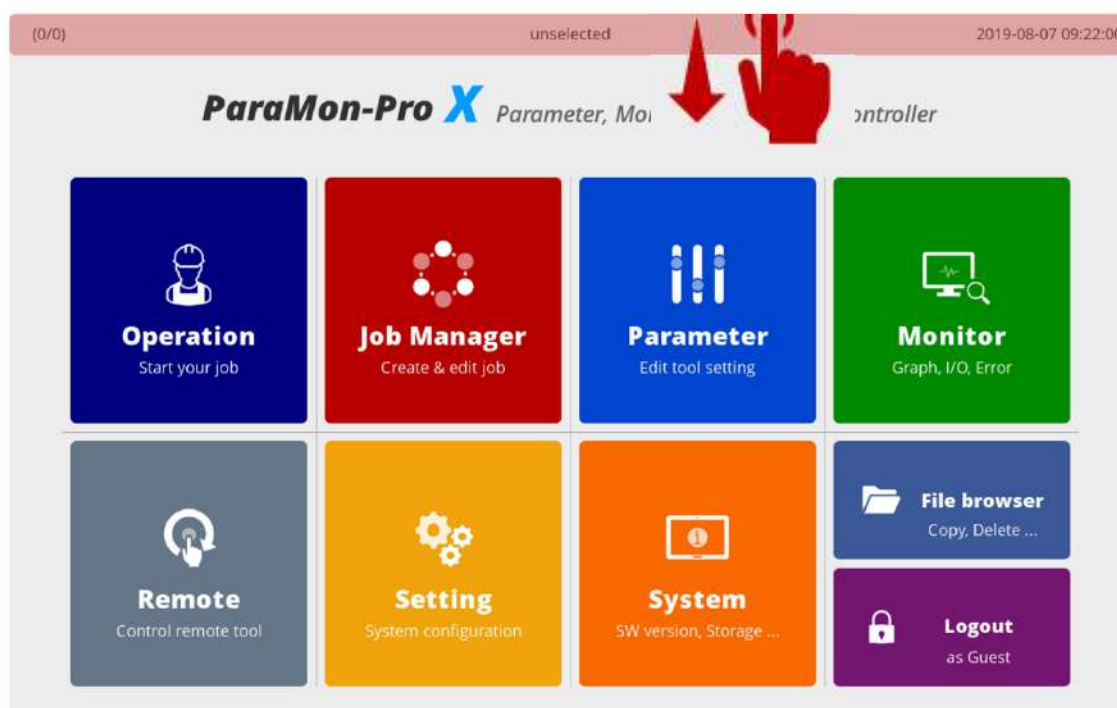 (0/0) unselected 2019-08-07 09:22:00
ParaMon-Pro X Parameter, Mo ontroller
Operation
Start your job
Job Manager
Create & edit job
Parameter
Edit tool setting
Monitor
Graph, I/O, Error
Remote
Control remote tool
Setting
System configuration
System
SW version, Storage ...
File browser
Copy, Delete ...
Logout
as Guest